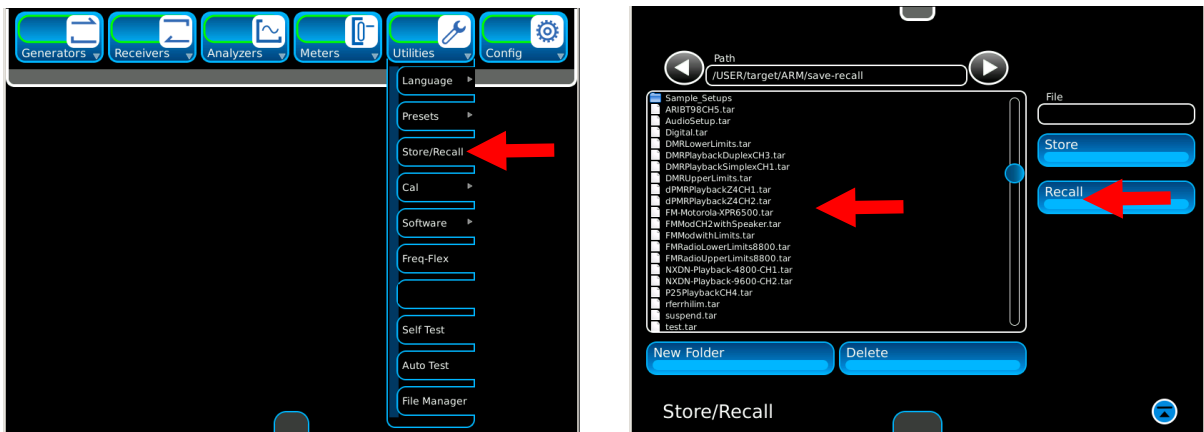 Generators Receivers Analyzers Meters Utilities Config
Language
Presets
Store/Recall
Cal
Software
Freq-Flex
Self Test
Auto Test
File Manager
Path
/USER/target/ARM/save-recall
Sample_Setups
ARIBT98CH5.tar
AudioSetup.tar
Digital.tar
DMRLowerLimits.tar
DMRPlaybackDuplexCH3.tar
DMRPlaybackSimplexCH1.tar
DMRUpperLimits.tar
dPMRPlaybackZ4CH1.tar
dPMRPlaybackZ4CH2.tar
FM-Motorola-XPR6500.tar
FMModCH2withSpeaker.tar
FMModwithLimits.tar
FMRadioLowerLimits8800.tar
FMRadioUpperLimits8800.tar
NXDN-Playback-4800-CH1.tar
NXDN-Playback-9600-CH2.tar
P25PlaybackCH4.tar
rferrhilim.tar
suspend.tar
test.tar
File
Store
Recall
New Folder Delete
Store/Recall